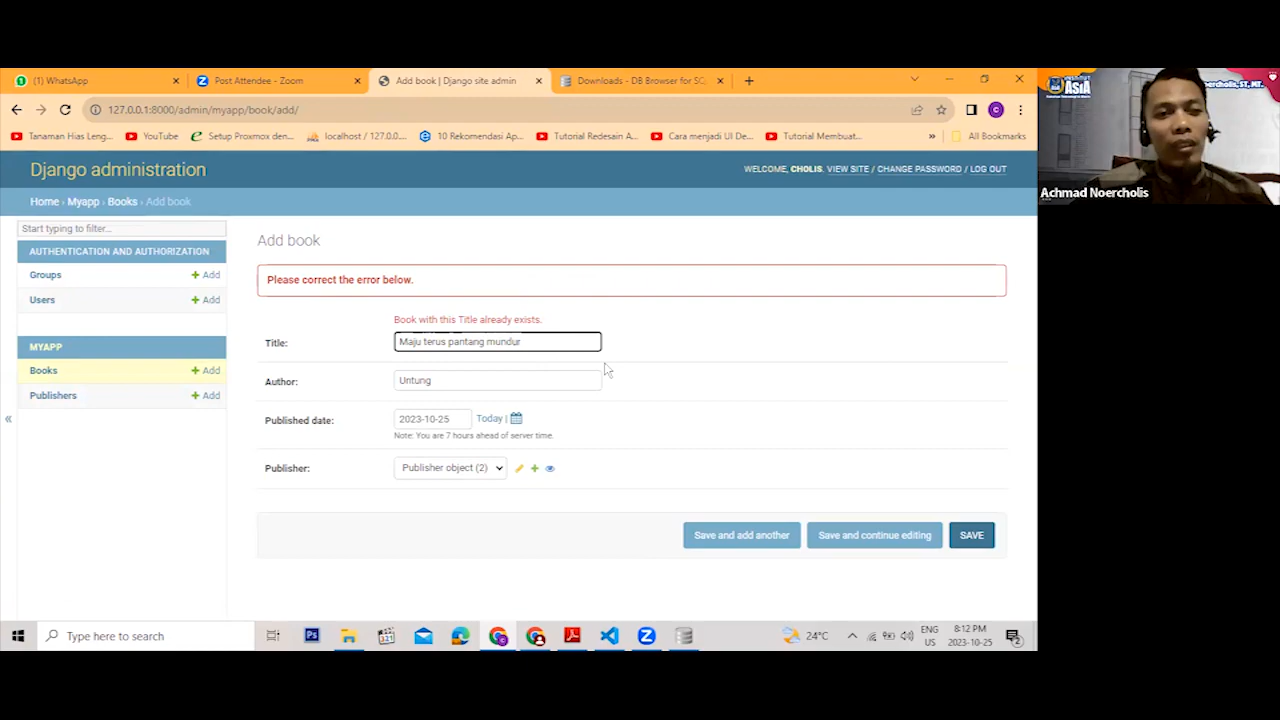 (1) WhatsApp
Post Attendee - Zoom
Add book | Django site admin
Downloads - DB Browser for SQ
127.0.0.1:8000/admin/myapp/book/add/
Tanaman Hias Leng...
YouTube
Setup Proxmox den...
localhost / 127.0.0....
10 Rekomendasi Ap...
Tutorial Redesain A...
Cara menjadi UI De...
Tutorial Membuat...
»
All Bookmarks
ASIA
oercholis, ST., MT.
Achmad Noercholis
Django administration
WELCOME, CHOLIS. VIEW SITE / CHANGE PASSWORD / LOG OUT
Home › Myapp › Books › Add book
Start typing to filter...
AUTHENTICATION AND AUTHORIZATION
Groups + Add
Users + Add
MYAPP
Books + Add
Publishers + Add
«
Add book
Please correct the error below.
Book with this Title already exists.
Title: Maju terus pantang mundur
Author: Untung
Published date: 2023-10-25 Today |
Note: You are 7 hours ahead of server time.
Publisher: Publisher object (2)
Save and add another
Save and continue editing
SAVE
Type here to search
321
24°C
ENG
US
8:12 PM
2023-10-25
2